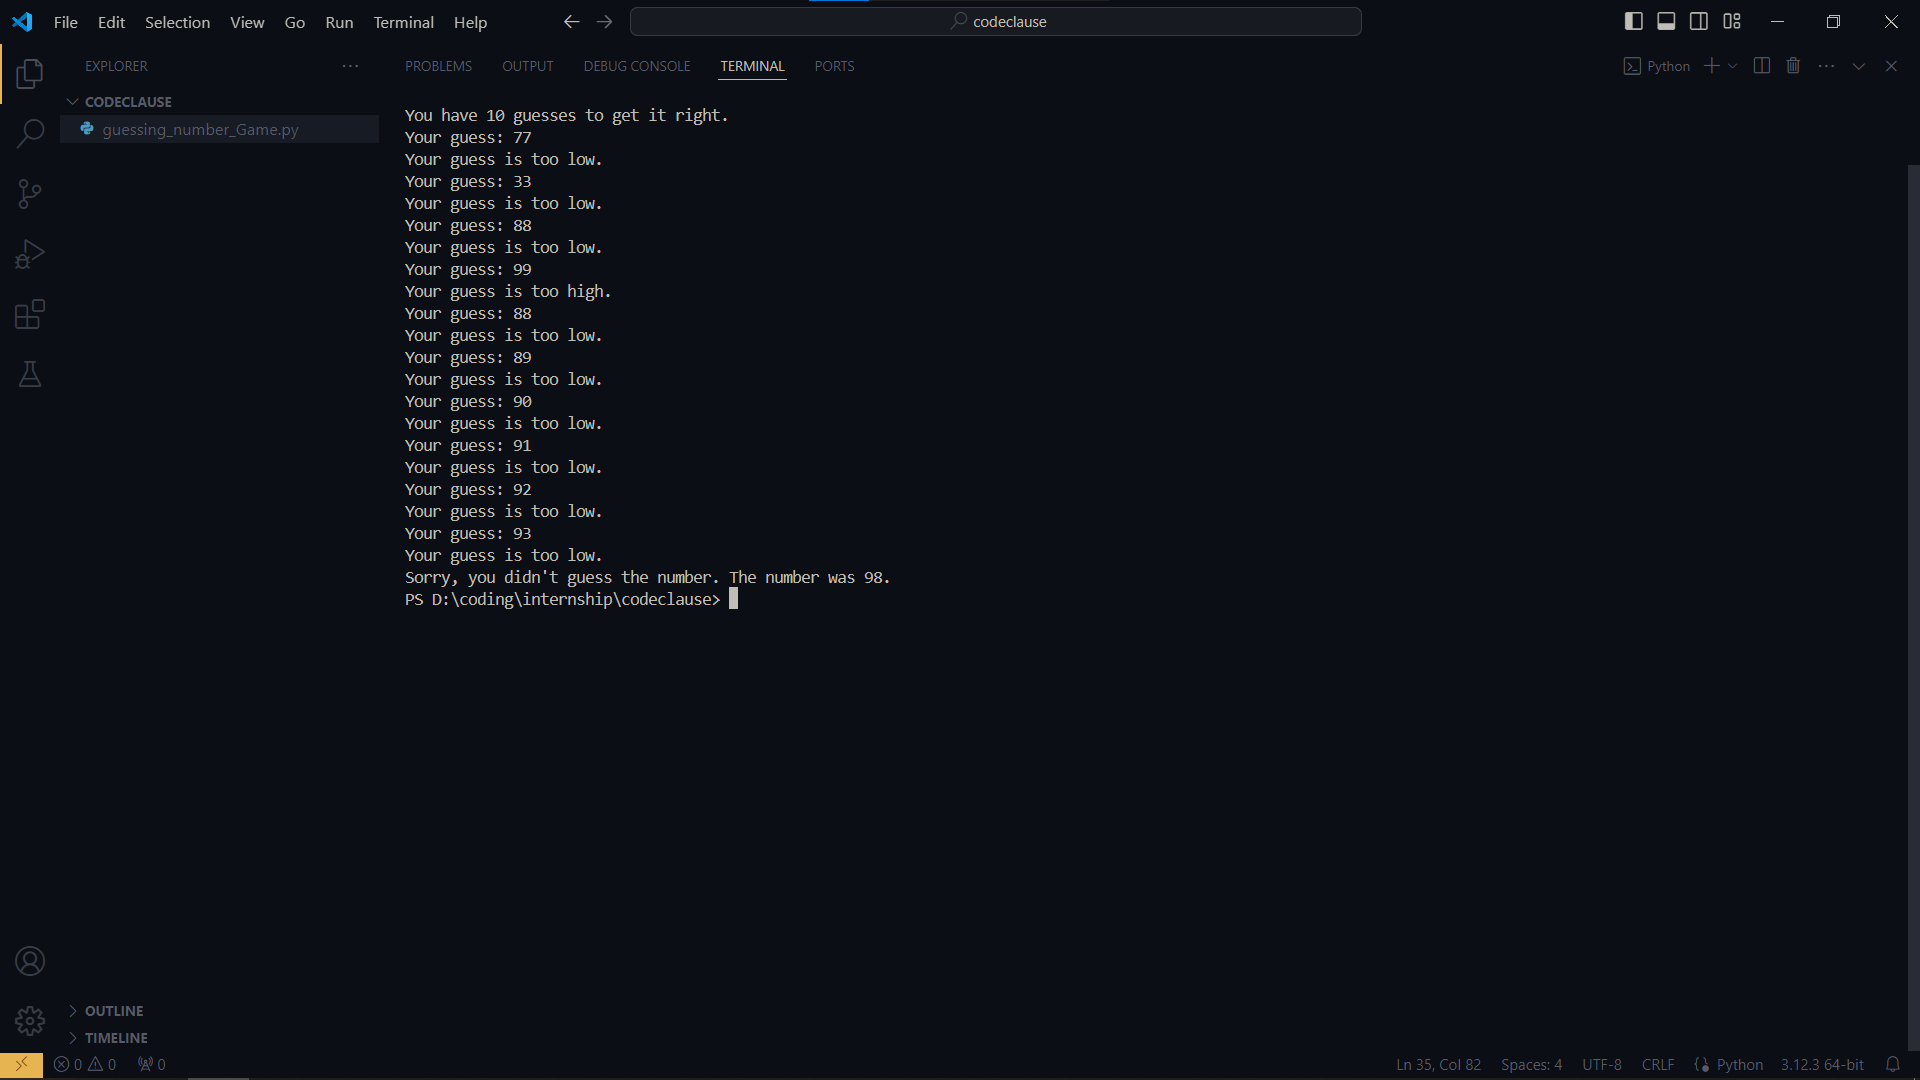 File Edit Selection View Go Run Terminal Help codeclause
EXPLORER
CODECLAUSE
guessing_number_Game.py
PROBLEMS OUTPUT DEBUG CONSOLE TERMINAL PORTS Python
You have 10 guesses to get it right.
Your guess: 77
Your guess is too low.
Your guess: 33
Your guess is too low.
Your guess: 88
Your guess is too low.
Your guess: 99
Your guess is too high.
Your guess: 88
Your guess is too low.
Your guess: 89
Your guess is too low.
Your guess: 90
Your guess is too low.
Your guess: 91
Your guess is too low.
Your guess: 92
Your guess is too low.
Your guess: 93
Your guess is too low.
Sorry, you didn't guess the number. The number was 98.
PS D:\coding\internship\codeclause>
OUTLINE
TIMELINE
0 0 0 Ln 35, Col 82 Spaces: 4 UTF-8 CRLF Python 3.12.3 64-bit